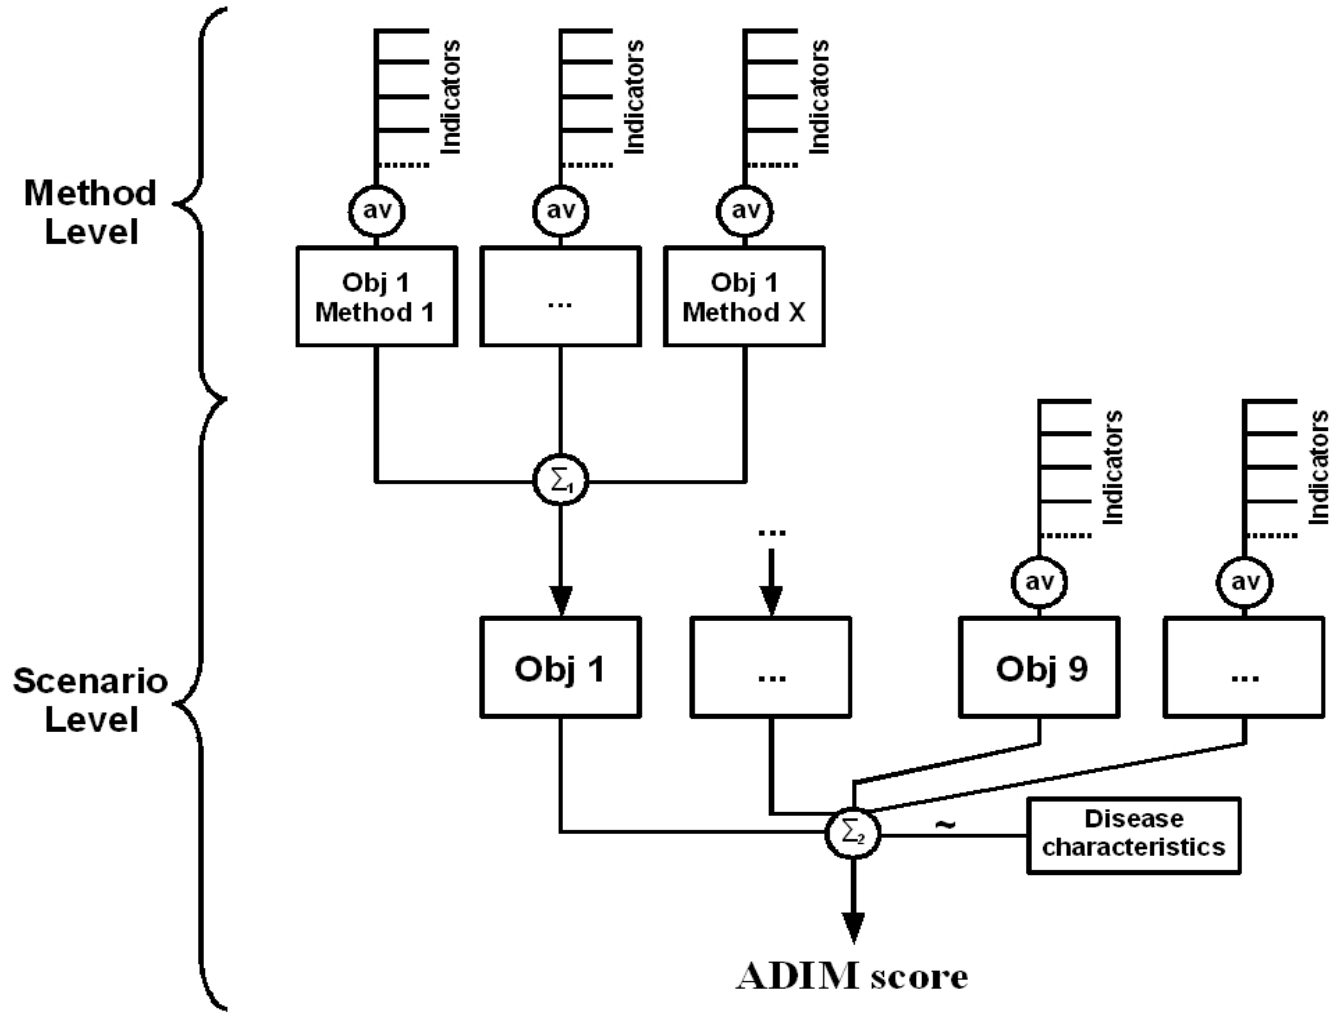 Indicators
Indicators
Indicators
Method
Level
av
av
av
Obj 1
Method 1
...
Obj 1
Method X
Σ1
Indicators
Indicators
...
av
av
Scenario
Level
Obj 1
...
Obj 9
...
Σ2
~
Disease
characteristics
ADIM score